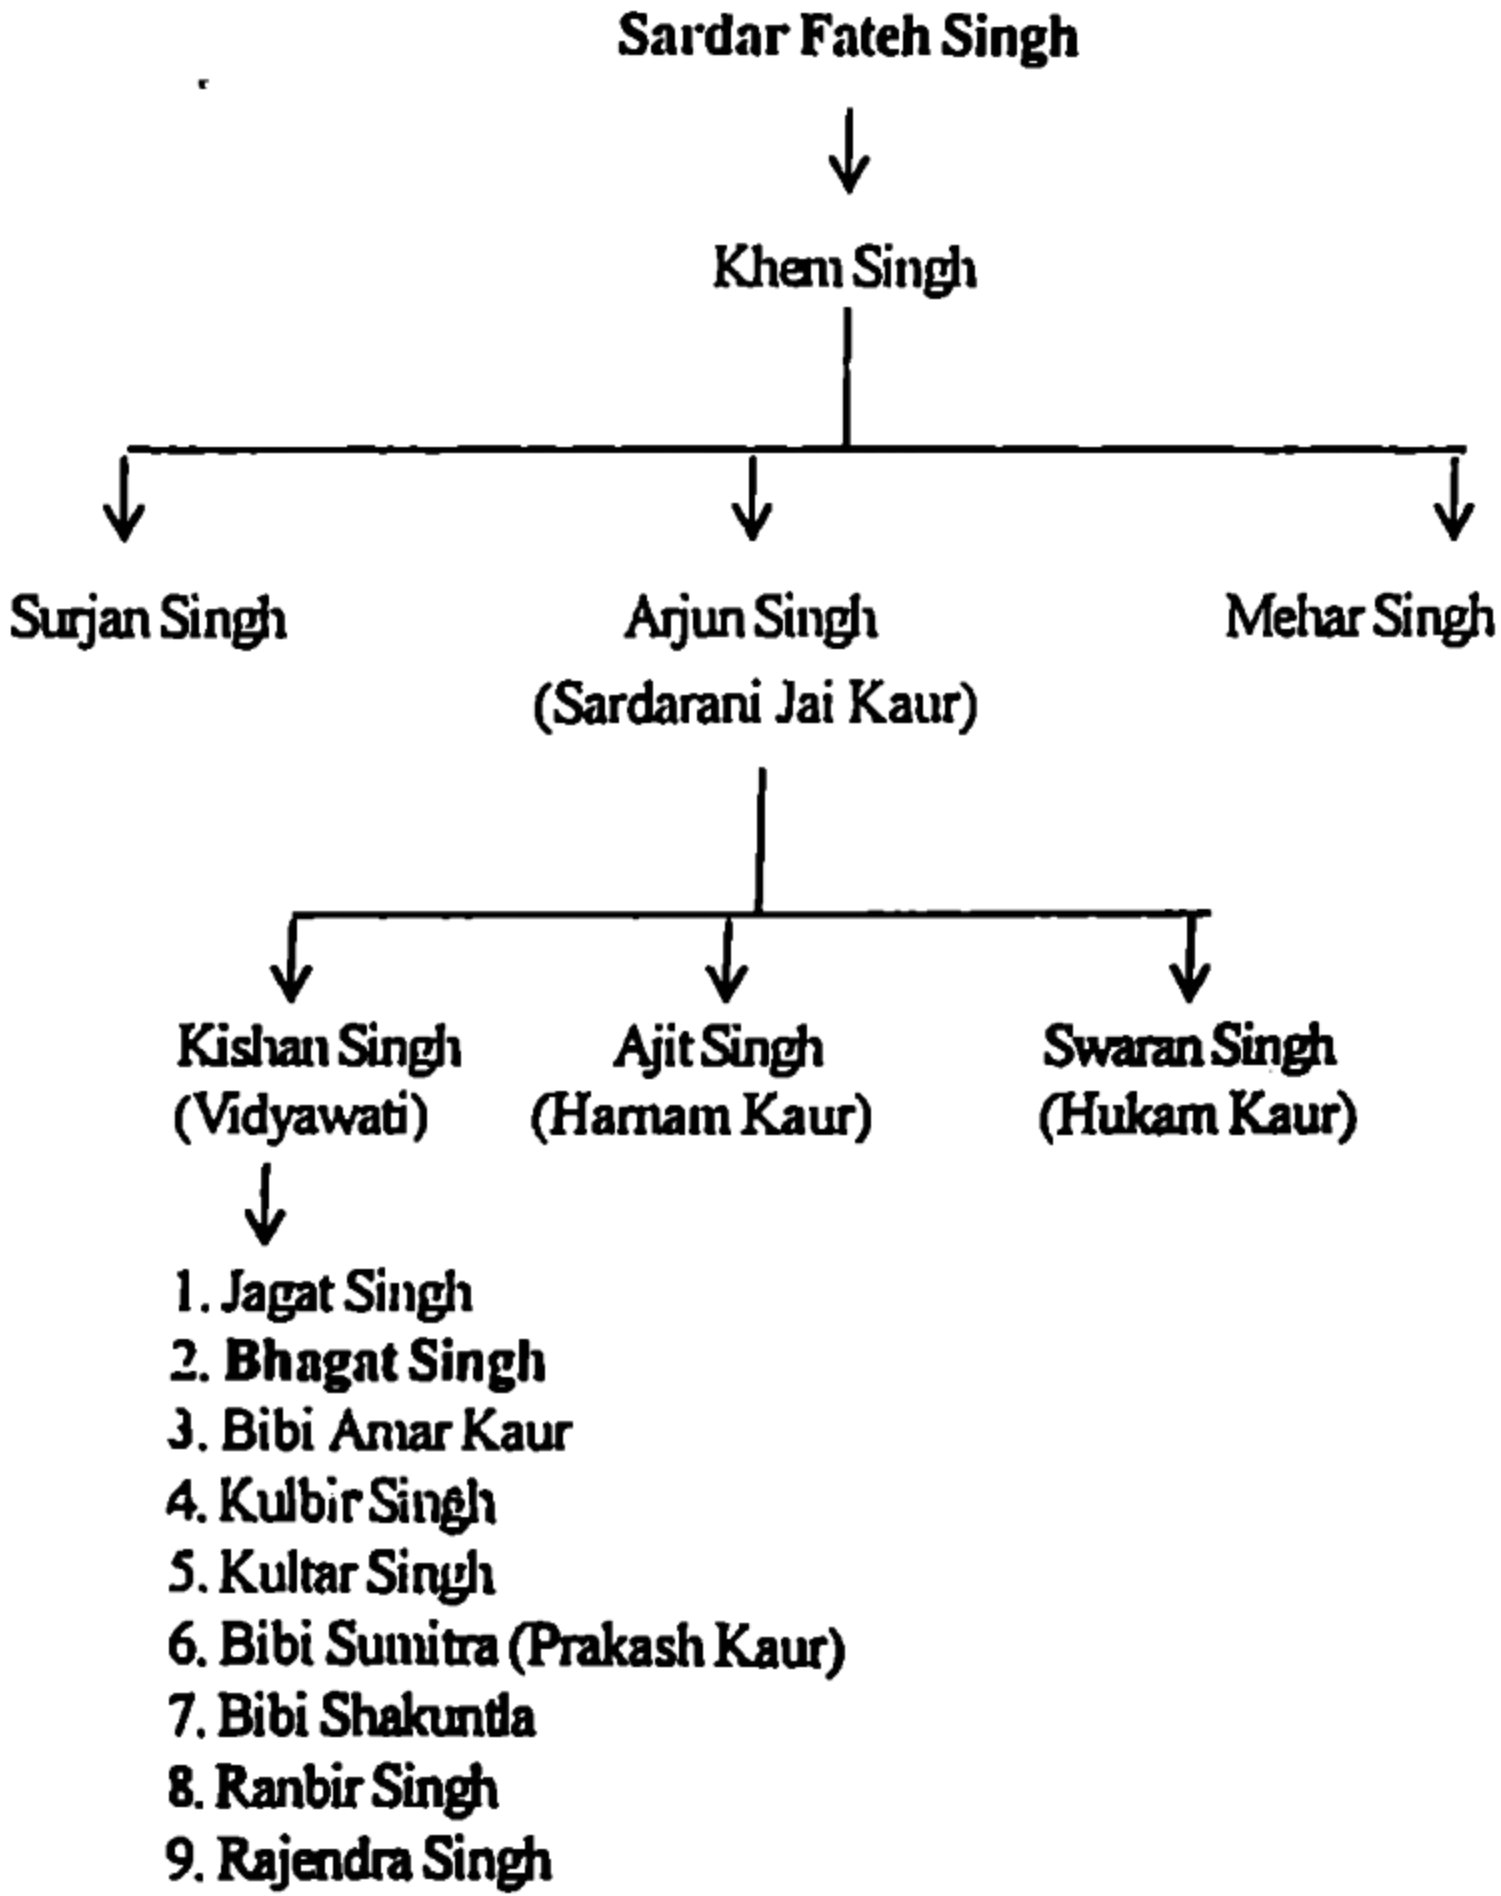 Sardar Fateh Singh
Khem Singh
Surjan Singh
Arjun Singh
Mehar Singh
(Sardarani Jai Kaur)
Kishan Singh
Ajit Singh
Swaran Singh
(Vidyawati)
(Harnam Kaur)
(Hukam Kaur)
1. Jagat Singh
2. Bhagat Singh
3. Bibi Amar Kaur
4. Kulbir Singh
5. Kultar Singh
6. Bibi Sumitra (Prakash Kaur)
7. Bibi Shakuntla
8. Ranbir Singh
9. Rajendra Singh